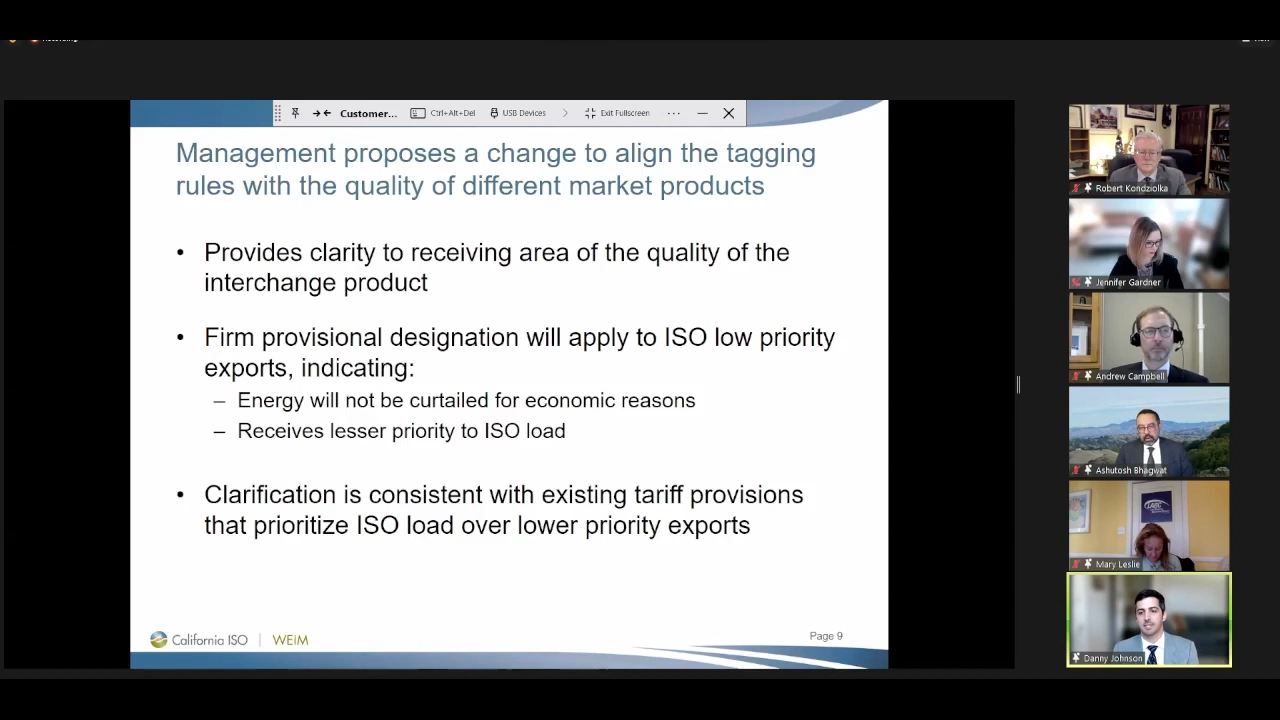 Customer...
Ctrl+Alt+Del
USB Devices
Exit Fullscreen
Management proposes a change to align the tagging
rules with the quality of different market products
• Provides clarity to receiving area of the quality of the
interchange product
• Firm provisional designation will apply to ISO low priority
exports, indicating:
– Energy will not be curtailed for economic reasons
– Receives lesser priority to ISO load
• Clarification is consistent with existing tariff provisions
that prioritize ISO load over lower priority exports
California ISO | WEIM
Page 9
Robert Kondziolka
Jennifer Gardner
Andrew Campbell
Ashutosh Bhagwat
Mary Leslie
Danny Johnson